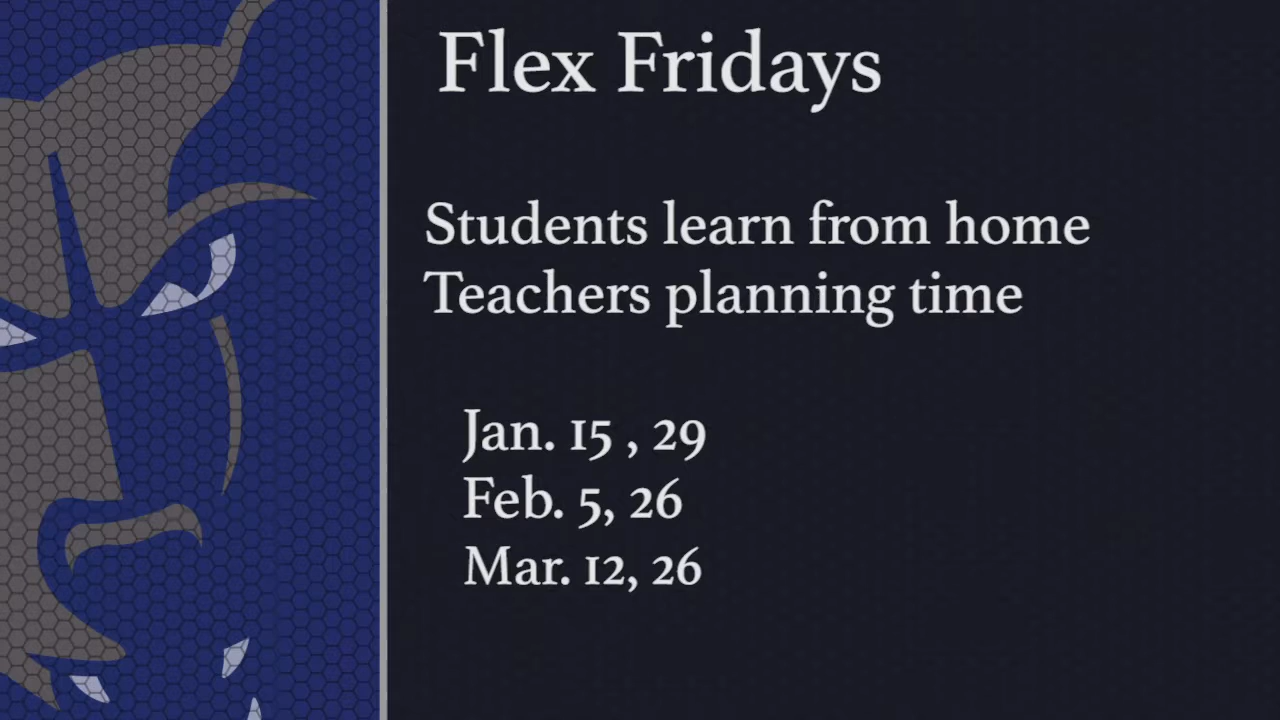 Flex Fridays
Students learn from home
Teachers planning time
Jan. 15 , 29
Feb. 5, 26
Mar. 12, 26